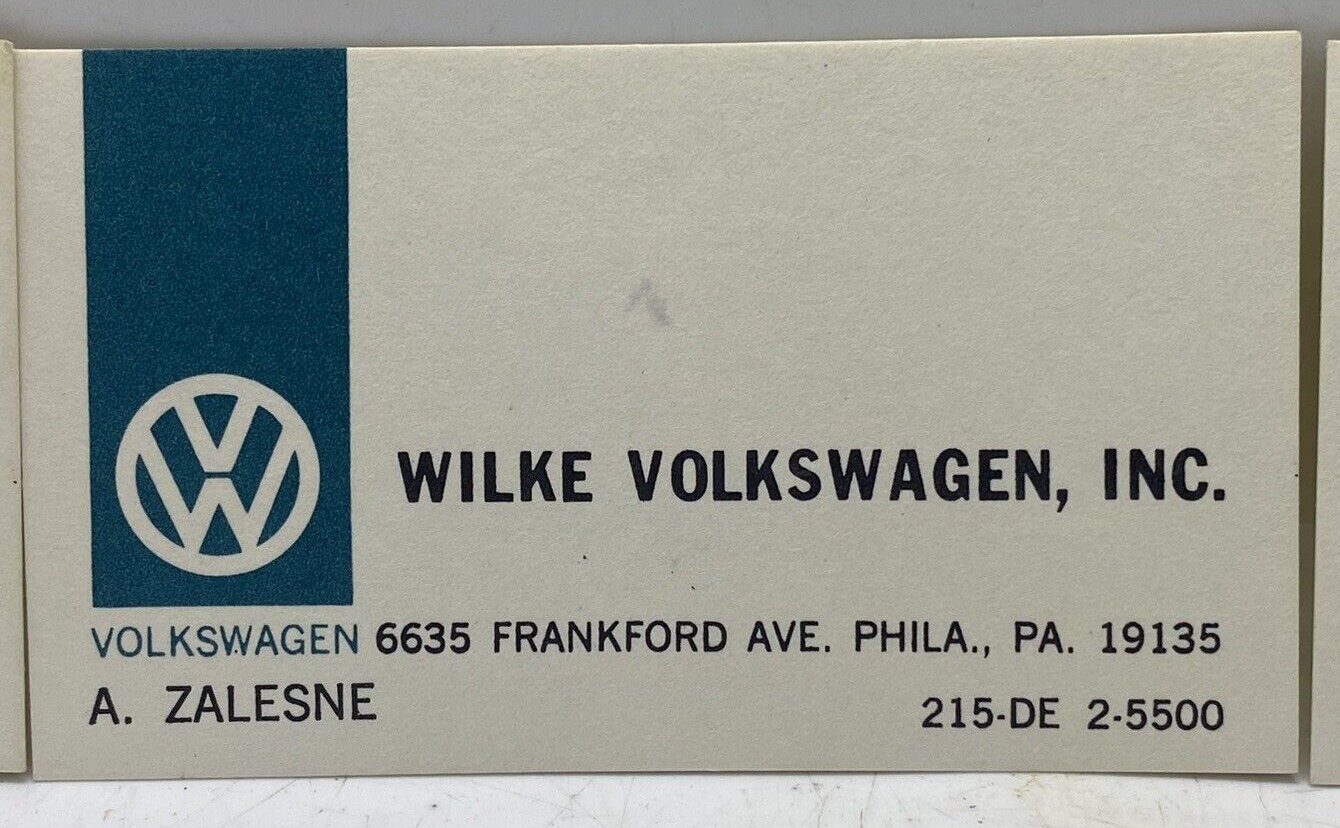 WILKE VOLKSWAGEN, INC.
VOLKSWAGEN 6635 FRANKFORD AVE. PHILA., PA. 19135
A. ZALESNE 215-DE 2-5500